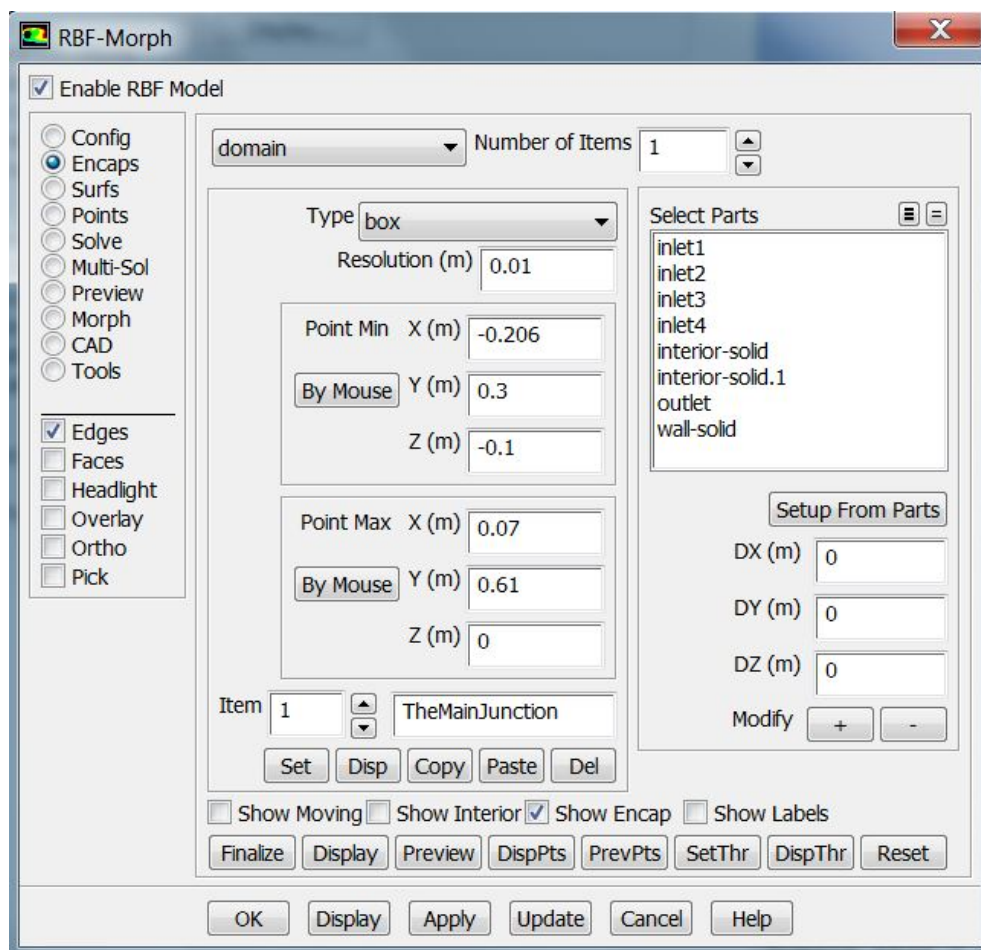 RBF-Morph
X
Enable RBF Model
Config
Encaps
Surfs
Points
Solve
Multi-Sol
Preview
Morph
CAD
Tools
Edges
Faces
Headlight
Overlay
Ortho
Pick
domain
Number of Items 1
Type box
Resolution (m) 0.01
Point Min X (m) -0.206
By Mouse Y (m) 0.3
Z (m) -0.1
Point Max X (m) 0.07
By Mouse Y (m) 0.61
Z (m) 0
Item 1 TheMainJunction
Set Disp Copy Paste Del
Select Parts
inlet1
inlet2
inlet3
inlet4
interior-solid
interior-solid.1
outlet
wall-solid
Setup From Parts
DX (m) 0
DY (m) 0
DZ (m) 0
Modify + -
Show Moving Show Interior Show Encap Show Labels
Finalize Display Preview DispPts PrevPts SetThr DispThr Reset
OK Display Apply Update Cancel Help